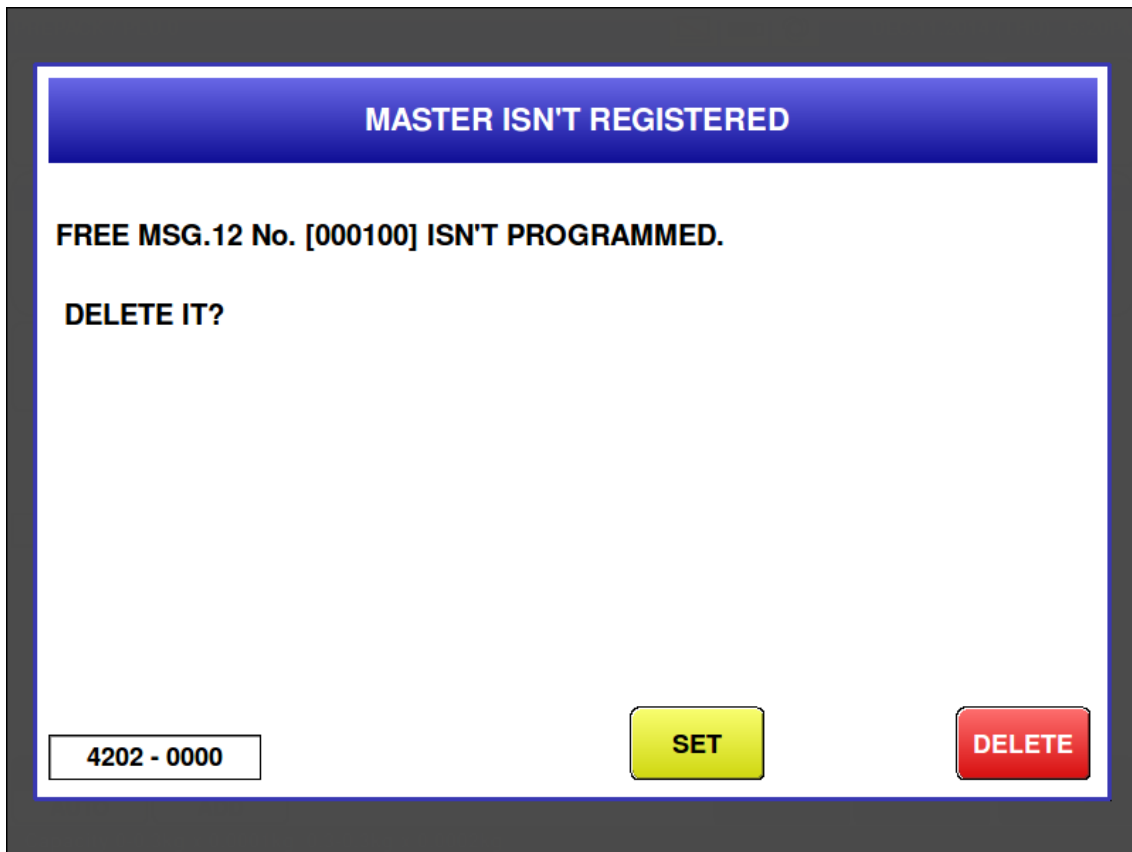 MASTER ISN'T REGISTERED
FREE MSG.12 No. [000100] ISN'T PROGRAMMED.
DELETE IT?
4202 - 0000
SET
DELETE